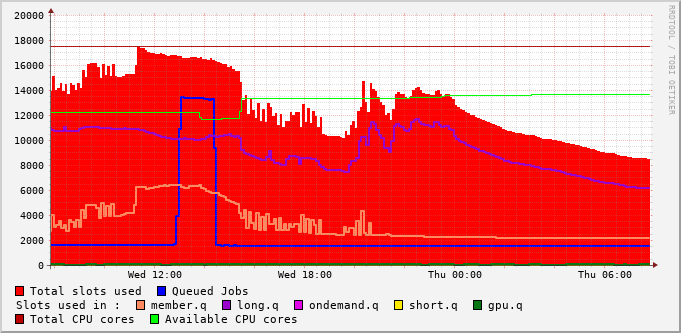 20000
18000
16000
14000
12000
10000
8000
6000
4000
2000
0
Wed 12:00 Wed 18:00 Thu 00:00 Thu 06:00
RRDTOOL / TOBI OETIKER
Total slots used Queued Jobs
Slots used in : member.q long.q ondemand.q short.q gpu.q
Total CPU cores Available CPU cores